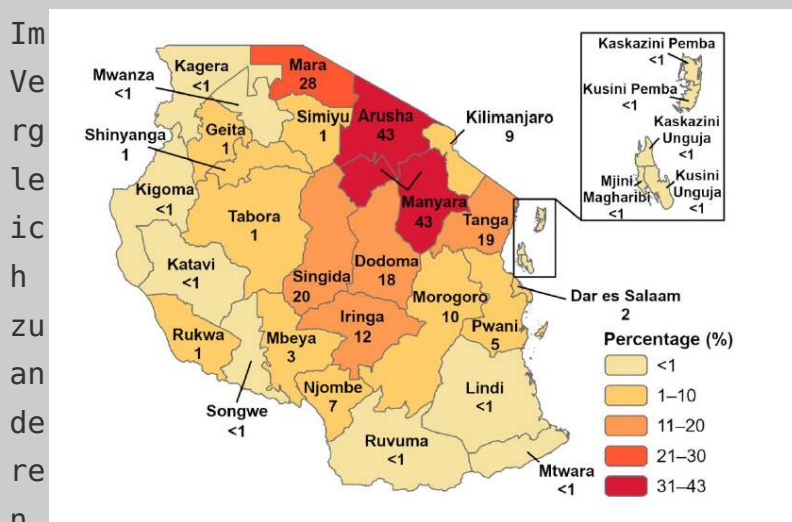 Im
Ve
rg
le
ic
h
zu
an
de
re
n
Kagera
<1
Mara
28
Mwanza
<1
Simiyu
1
Arusha
43
Kilimanjaro
9
Geita
1
Shinyanga
1
Kigoma
<1
Tabora
1
Manyara
43
Tanga
19
Katavi
<1
Singida
20
Dodoma
18
Morogoro
10
Dar es Salaam
2
Pwani
5
Rukwa
1
Mbeya
3
Iringa
12
Njombe
7
Songwe
<1
Lindi
<1
Ruvuma
<1
Mtwara
<1
Kaskazini Pemba
<1
Kusini Pemba
<1
Kaskazini
Unguja
<1
Mjini
Magharibi
<1
Kusini
Unguja
<1
Percentage (%)
<1
1–10
11–20
21–30
31–43